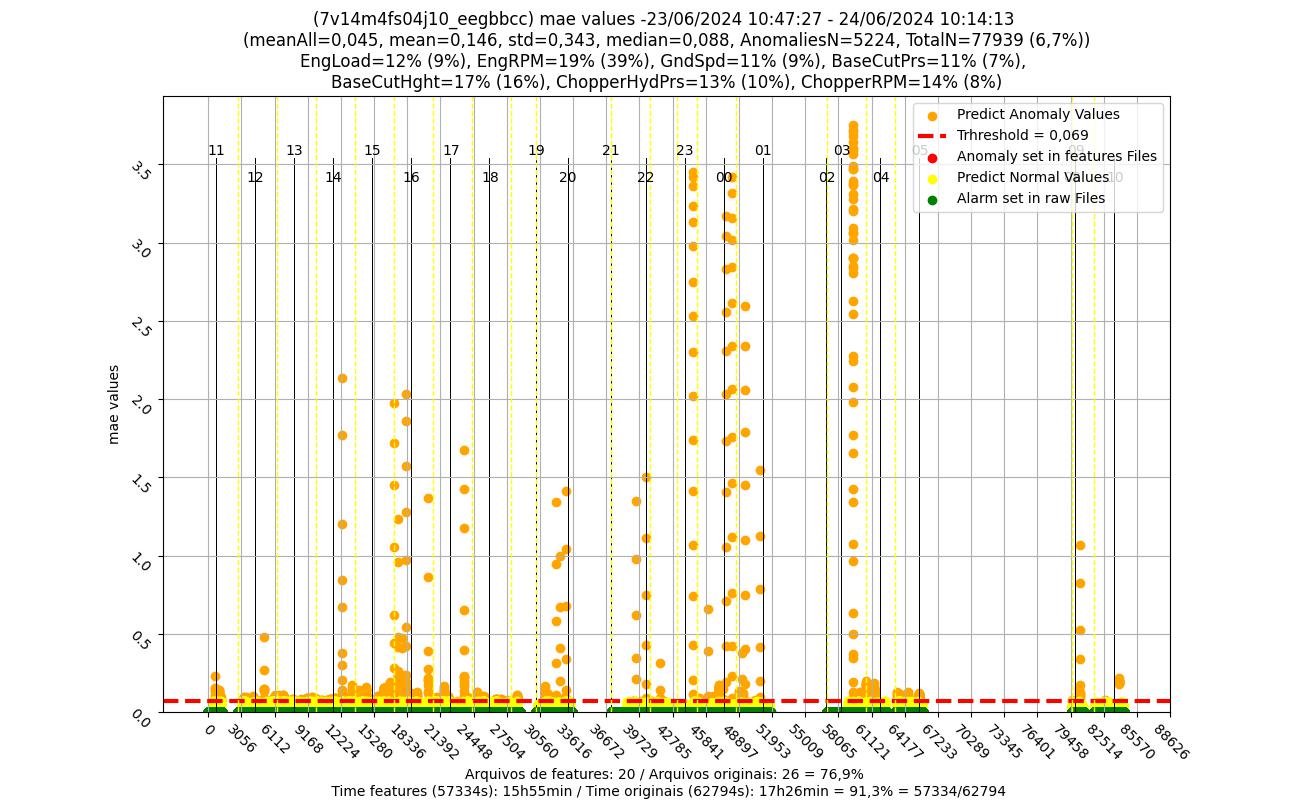 (7v14m4fs04j10_eegbbcc) mae values -23/06/2024 10:47:27 - 24/06/2024 10:14:13
(meanAll=0,045, mean=0,146, std=0,343, median=0,088, AnomaliesN=5224, TotalN=77939 (6,7%))
EngLoad=12% (9%), EngRPM=19% (39%), GndSpd=11% (9%), BaseCutPrs=11% (7%),
BaseCutHght=17% (16%), ChopperHydPrs=13% (10%), ChopperRPM=14% (8%)
Predict Anomaly Values
Trhreshold = 0,069
Anomaly set in features Files
Predict Normal Values
Alarm set in raw Files
11 13 15 17 19 21 23 01 03 05 09
12 14 16 18 20 22 00 02 04 10
3.5
3.0
2.5
2.0
1.5
1.0
0.5
0.0
mae values
0 3056 6112 9168 12224 15280 18336 21392 24448 27504 30560 33616 36672 39729 42785 45841 48897 51953 55009 58065 61121 64177 67233 70289 73345 76401 79458 82514 85570 88626
Arquivos de features: 20 / Arquivos originais: 26 = 76,9%
Time features (57334s): 15h55min / Time originais (62794s): 17h26min = 91,3% = 57334/62794